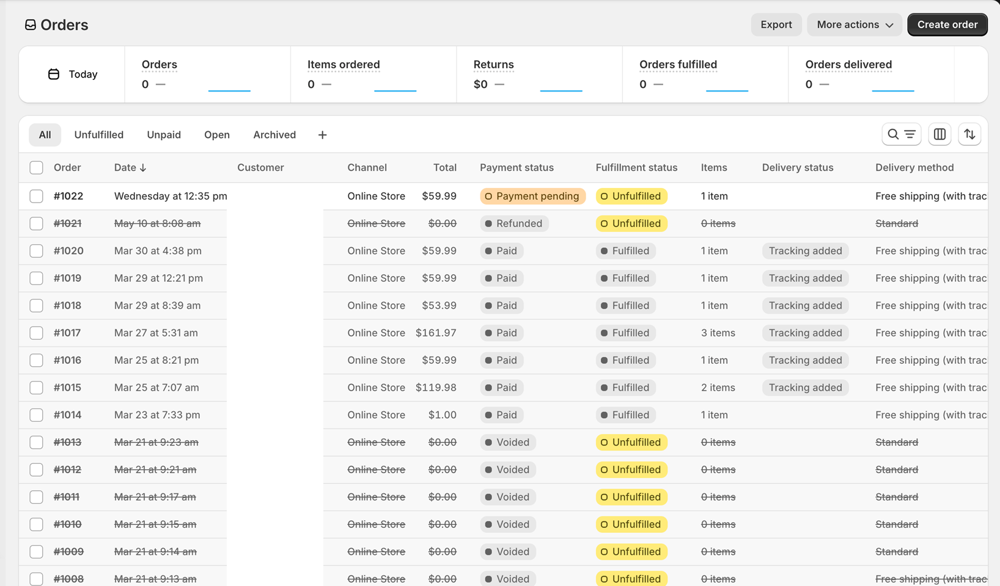 Orders
Export
More actions
Create order
Today
Orders
0 —
Items ordered
0 —
Returns
$0 —
Orders fulfilled
0 —
Orders delivered
0 —
All Unfulfilled Unpaid Open Archived +
Order Date ↓ Customer Channel Total Payment status Fulfillment status Items Delivery status Delivery method
#1022 Wednesday at 12:35 pm Online Store $59.99 Payment pending Unfulfilled 1 item Free shipping (with trac
#1021 May 10 at 8:08 am Online Store $0.00 Refunded Unfulfilled 0 items Standard
#1020 Mar 30 at 4:38 pm Online Store $59.99 Paid Fulfilled 1 item Tracking added Free shipping (with trac
#1019 Mar 29 at 12:21 pm Online Store $59.99 Paid Fulfilled 1 item Tracking added Free shipping (with trac
#1018 Mar 29 at 8:39 am Online Store $53.99 Paid Fulfilled 1 item Tracking added Free shipping (with trac
#1017 Mar 27 at 5:31 am Online Store $161.97 Paid Fulfilled 3 items Tracking added Free shipping (with trac
#1016 Mar 25 at 8:21 pm Online Store $59.99 Paid Fulfilled 1 item Tracking added Free shipping (with trac
#1015 Mar 25 at 7:07 am Online Store $119.98 Paid Fulfilled 2 items Tracking added Free shipping (with trac
#1014 Mar 23 at 7:33 pm Online Store $1.00 Paid Fulfilled 1 item Free shipping (with trac
#1013 Mar 21 at 9:23 am Online Store $0.00 Voided Unfulfilled 0 items Standard
#1012 Mar 21 at 9:21 am Online Store $0.00 Voided Unfulfilled 0 items Standard
#1011 Mar 21 at 9:17 am Online Store $0.00 Voided Unfulfilled 0 items Standard
#1010 Mar 21 at 9:15 am Online Store $0.00 Voided Unfulfilled 0 items Standard
#1009 Mar 21 at 9:14 am Online Store $0.00 Voided Unfulfilled 0 items Standard
#1008 Mar 21 at 9:13 am Online Store $0.00 Voided Unfulfilled 0 items Free shipping (with trac